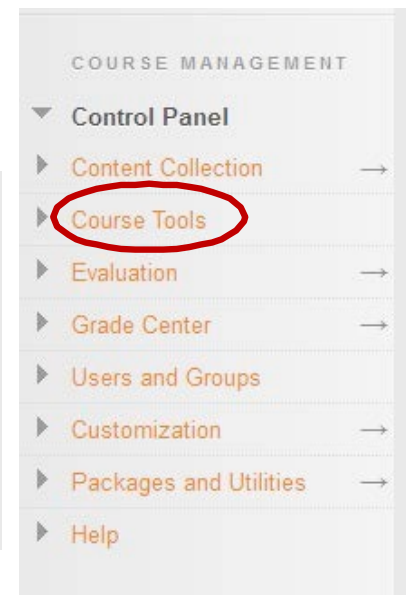 COURSE MANAGEMENT
Control Panel
Content Collection →
Course Tools
Evaluation →
Grade Center →
Users and Groups
Customization →
Packages and Utilities →
Help